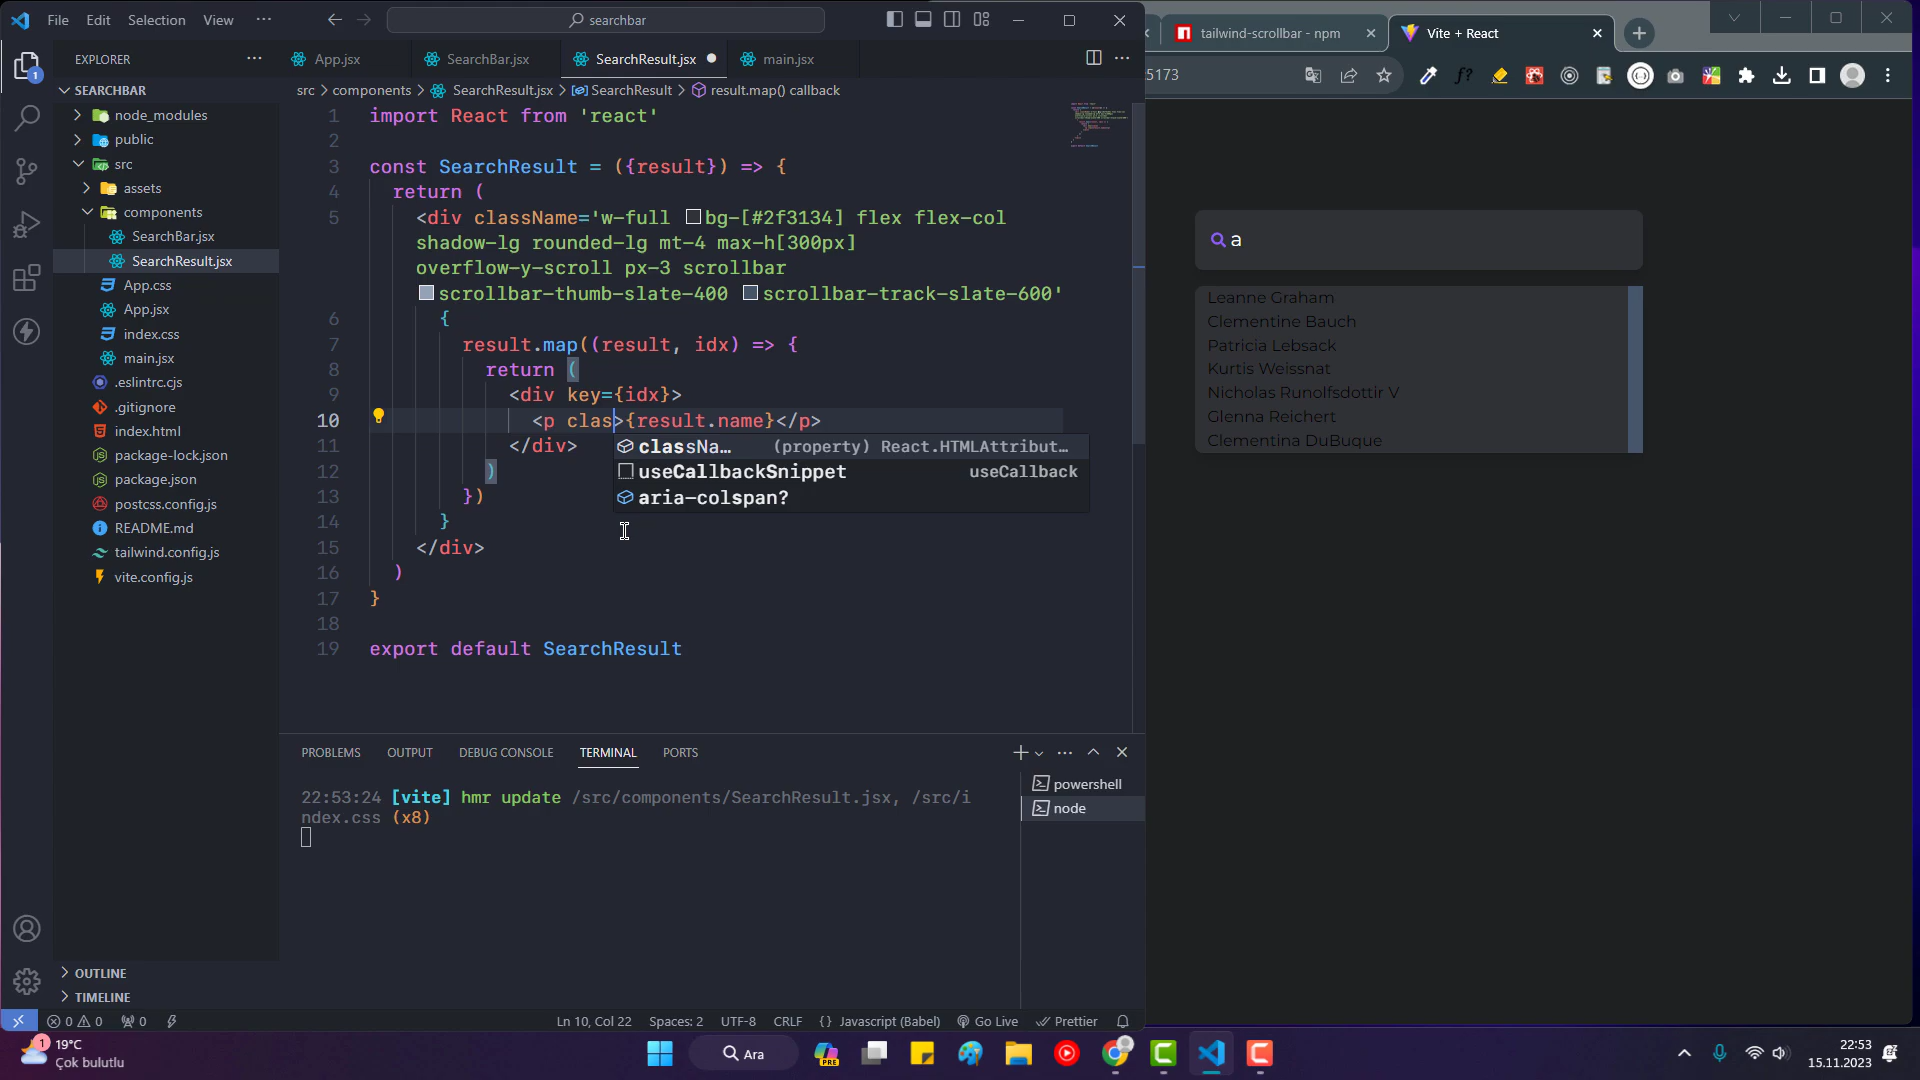 File Edit Selection View ···
searchbar
tailwind-scrollbar - npm
Vite + React
5173
EXPLORER
App.jsx
SearchBar.jsx
SearchResult.jsx
main.jsx
SEARCHBAR
node_modules
public
src
assets
components
SearchBar.jsx
SearchResult.jsx
App.css
App.jsx
index.css
main.jsx
.eslintrc.cjs
.gitignore
index.html
package-lock.json
package.json
postcss.config.js
README.md
tailwind.config.js
vite.config.js
OUTLINE
TIMELINE
src > components > SearchResult.jsx > SearchResult > result.map() callback
1 import React from 'react'
2
3 const SearchResult = ({result}) => {
4 return (
5 <div className='w-full bg-[#2f3134] flex flex-col
shadow-lg rounded-lg mt-4 max-h[300px]
overflow-y-scroll px-3 scrollbar
scrollbar-thumb-slate-400 scrollbar-track-slate-600'
6 {
7 result.map((result, idx) => {
8 return (
9 <div key={idx}>
10 <p clas>{result.name}</p>
11 </div>
12 )
13 })
14 }
15 </div>
16 )
17 }
18
19 export default SearchResult
classNa… (property) React.HTMLAttribut…
useCallbackSnippet useCallback
aria-colspan?
PROBLEMS OUTPUT DEBUG CONSOLE TERMINAL PORTS
22:53:24 [vite] hmr update /src/components/SearchResult.jsx, /src/i
ndex.css (x8)
powershell
node
a
Leanne Graham
Clementine Bauch
Patricia Lebsack
Kurtis Weissnat
Nicholas Runolfsdottir V
Glenna Reichert
Clementina DuBuque
0 0 0 Ln 10, Col 22 Spaces: 2 UTF-8 CRLF {} Javascript (Babel) Go Live Prettier
1
19°C
Çok bulutlu
Ara
PRE
22:53
15.11.2023